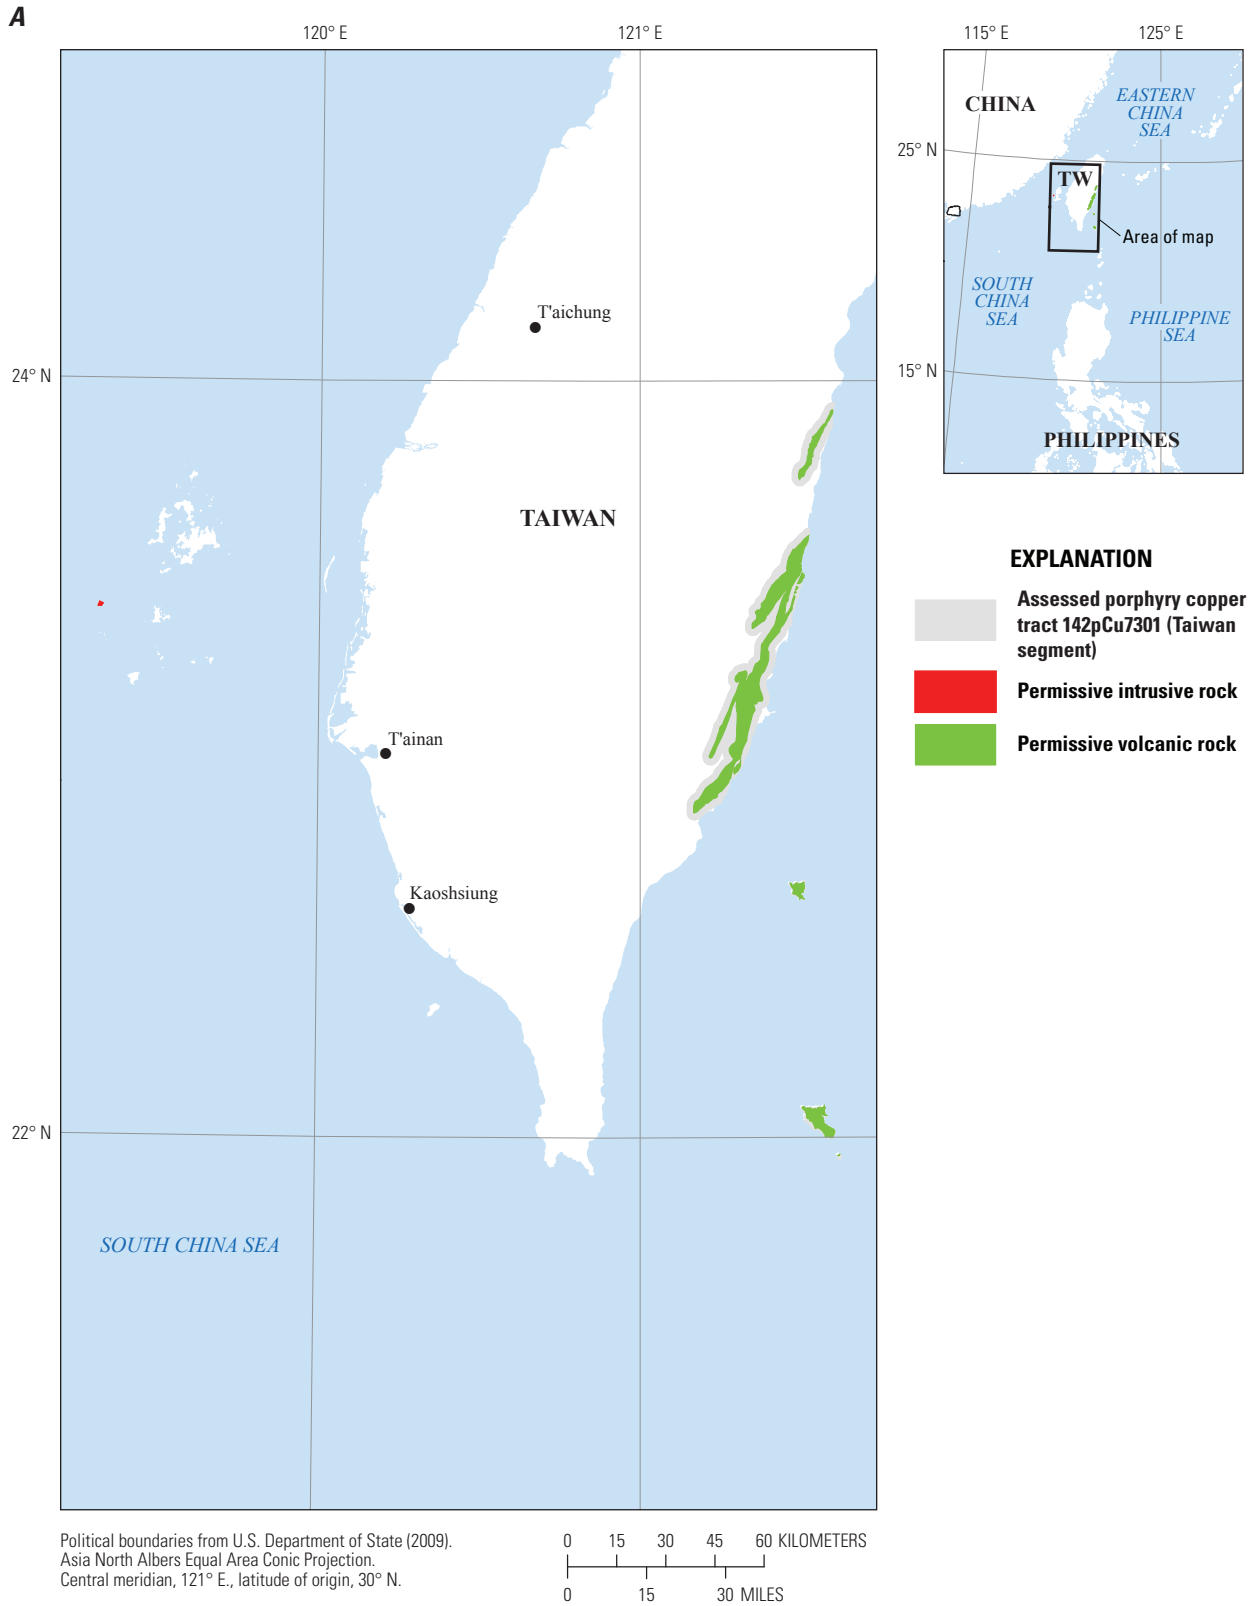 A
120° E
121° E
24° N
22° N
T'aichung
TAIWAN
T'ainan
Kaoshsiung
SOUTH CHINA SEA
115° E
125° E
25° N
15° N
CHINA
EASTERN
CHINA
SEA
TW
Area of map
SOUTH
CHINA
SEA
PHILIPPINE
SEA
PHILIPPINES
EXPLANATION
Assessed porphyry copper
tract 142pCu7301 (Taiwan
segment)
Permissive intrusive rock
Permissive volcanic rock
Political boundaries from U.S. Department of State (2009).
Asia North Albers Equal Area Conic Projection.
Central meridian, 121° E., latitude of origin, 30° N.
0 15 30 45 60 KILOMETERS
0 15 30 MILES